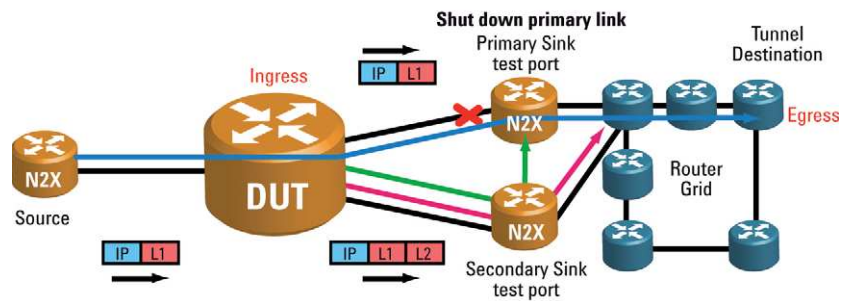 Shut down primary link
Primary Sink
test port
Tunnel
Destination
Ingress
IP L1
N2X
Egress
N2X
DUT
Router
Grid
Source
N2X
IP L1
IP L1 L2
Secondary Sink
test port